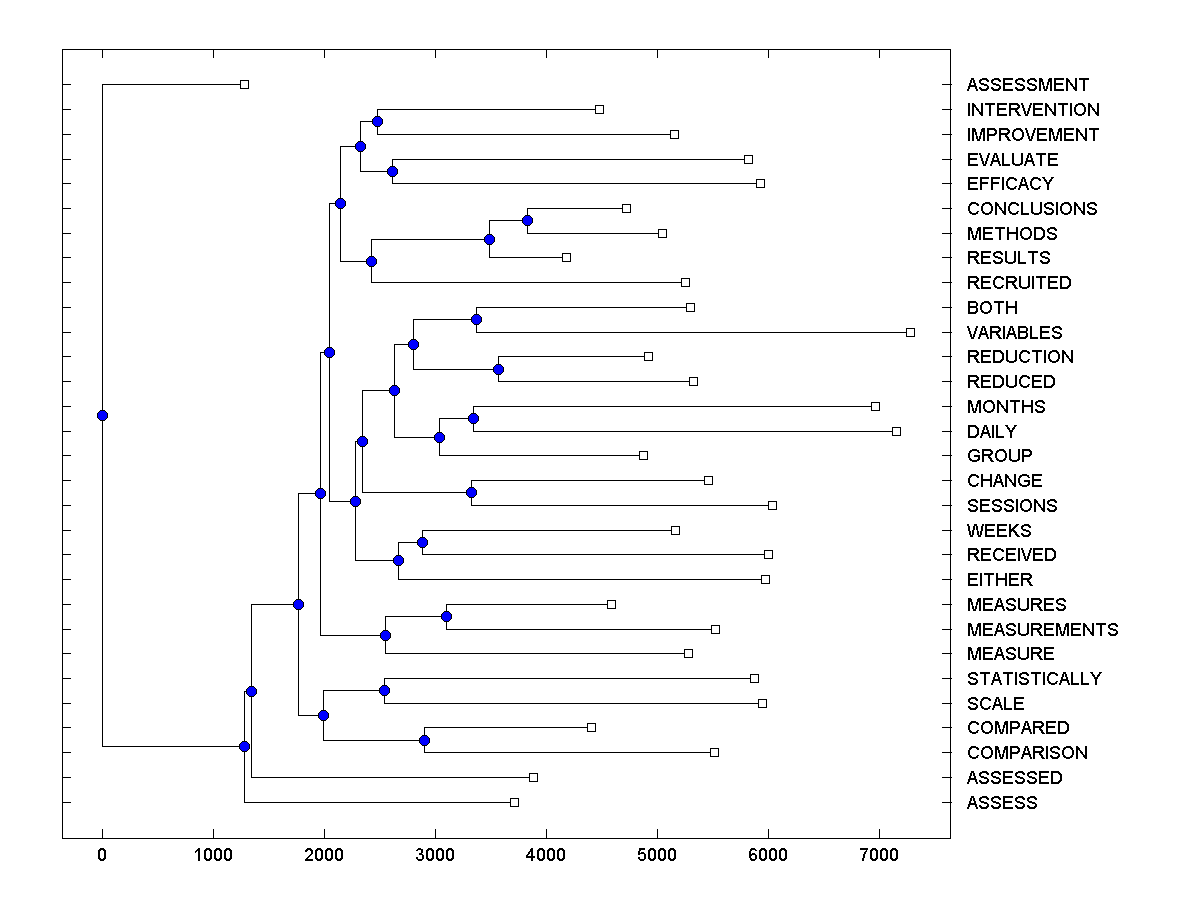 ASSESSMENT
INTERVENTION
IMPROVEMENT
EVALUATE
EFFICACY
CONCLUSIONS
METHODS
RESULTS
RECRUITED
BOTH
VARIABLES
REDUCTION
REDUCED
MONTHS
DAILY
GROUP
CHANGE
SESSIONS
WEEKS
RECEIVED
EITHER
MEASURES
MEASUREMENTS
MEASURE
STATISTICALLY
SCALE
COMPARED
COMPARISON
ASSESSED
ASSESS
0 1000 2000 3000 4000 5000 6000 7000